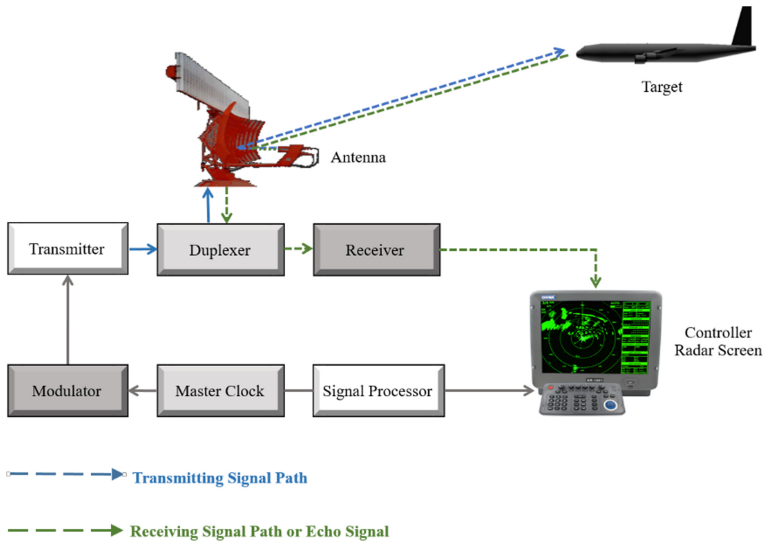 Target
Antenna
Transmitter
Duplexer
Receiver
Controller
Radar Screen
Modulator
Master Clock
Signal Processor
Transmitting Signal Path
Receiving Signal Path or Echo Signal